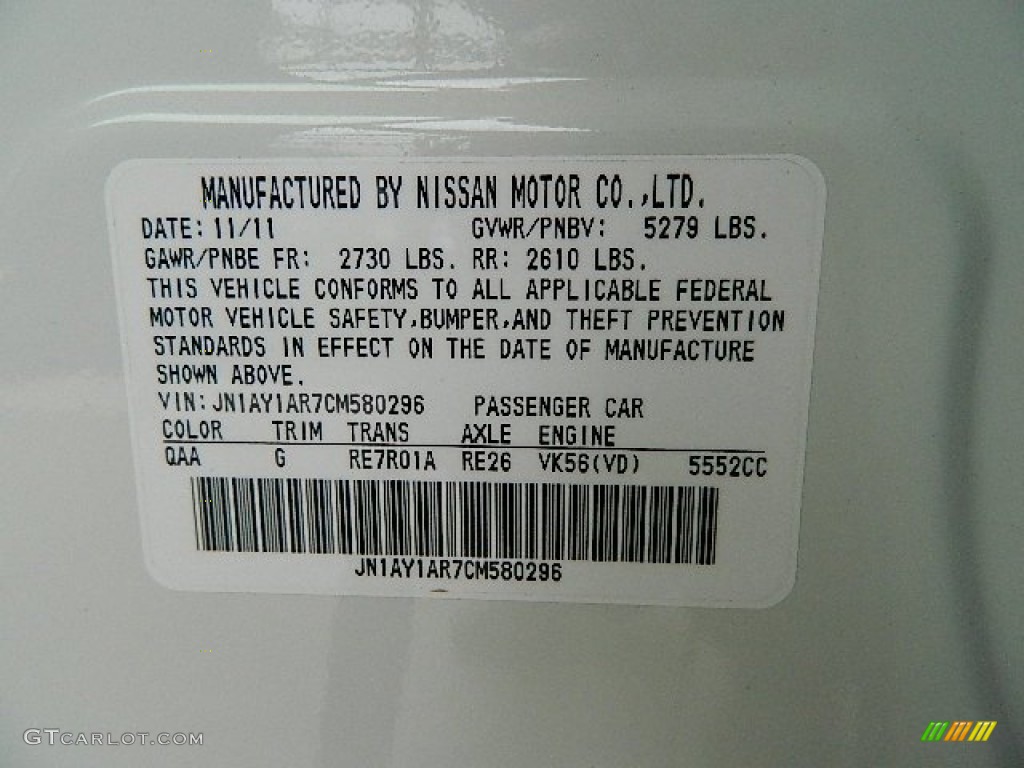 MANUFACTURED BY NISSAN MOTOR CO.,LTD.
DATE: 11/11 GVWR/PNBV: 5279 LBS.
GAWR/PNBE FR: 2730 LBS. RR: 2610 LBS.
THIS VEHICLE CONFORMS TO ALL APPLICABLE FEDERAL
MOTOR VEHICLE SAFETY,BUMPER,AND THEFT PREVENTION
STANDARDS IN EFFECT ON THE DATE OF MANUFACTURE
SHOWN ABOVE.
VIN:JN1AY1AR7CM580296 PASSENGER CAR
COLOR TRIM TRANS AXLE ENGINE
QAA G RE7R01A RE26 VK56(VD) 5552CC
JN1AY1AR7CM580296
GTCARLOT.COM